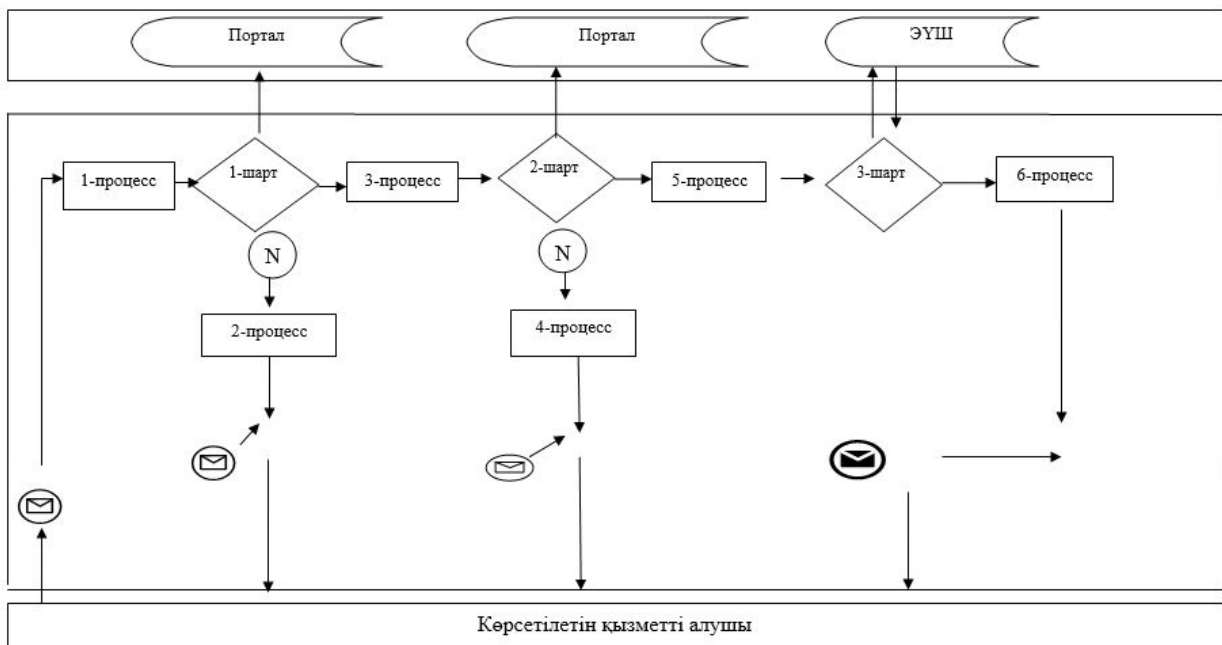 Портал
Портал
ЭҮШ
1-процесс
1-шарт
3-процесс
2-шарт
5-процесс
3-шарт
6-процесс
N
N
2-процесс
4-процесс
Көрсетілетін қызметті алушы